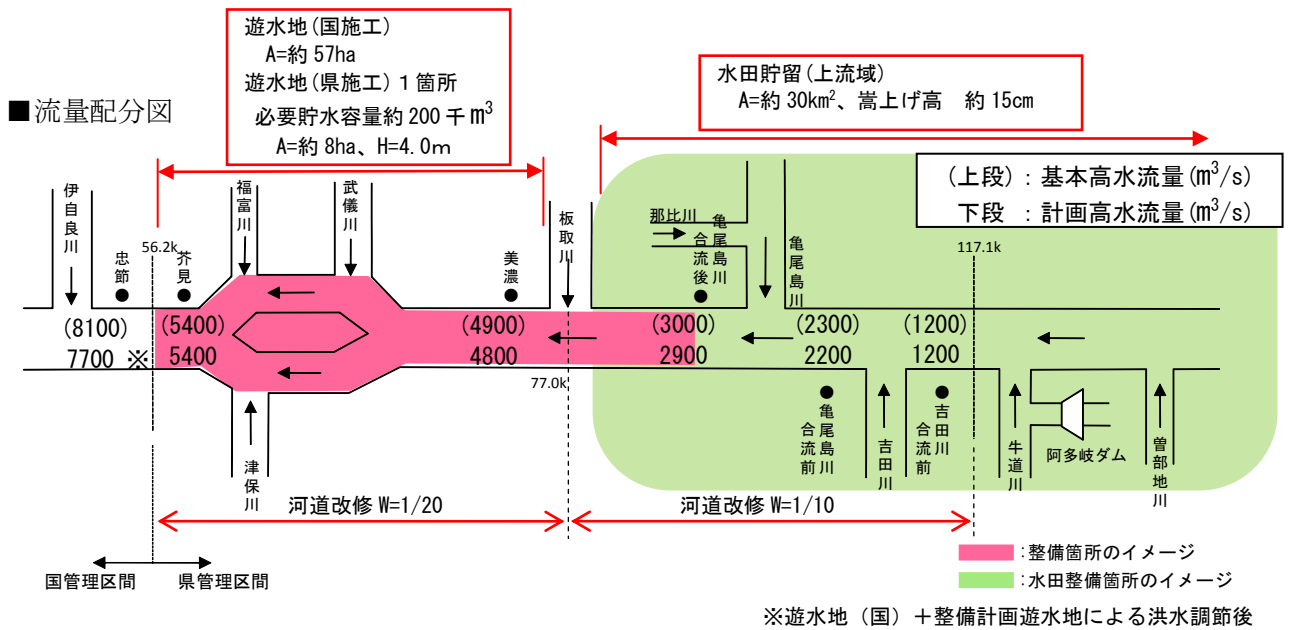 遊水地(国施工)
A=約 57ha
遊水地(県施工) 1箇所
必要貯水容量約 200 千m³
A=約 8ha、H=4.0m
水田貯留(上流域)
A=約 30km²、嵩上げ高　約 15cm
■流量配分図
(上段) : 基本高水流量(m³/s)
下段 : 計画高水流量(m³/s)
伊自良川
忠節
56.2k
芥見
福富川
武儀川
美濃
板取川
那比川
亀尾島川
合流後
亀尾島川
117.1k
(8100)
(5400)
(4900)
(3000)
(2300)
(1200)
7700 ※
5400
4800
2900
2200
1200
77.0k
津保川
亀尾島川
合流前
吉田川
吉田川
合流前
牛道川
阿多岐ダム
曽部地川
河道改修 W=1/20
河道改修 W=1/10
国管理区間
県管理区間
:整備箇所のイメージ
:水田整備箇所のイメージ
※遊水地（国）＋整備計画遊水地による洪水調節後